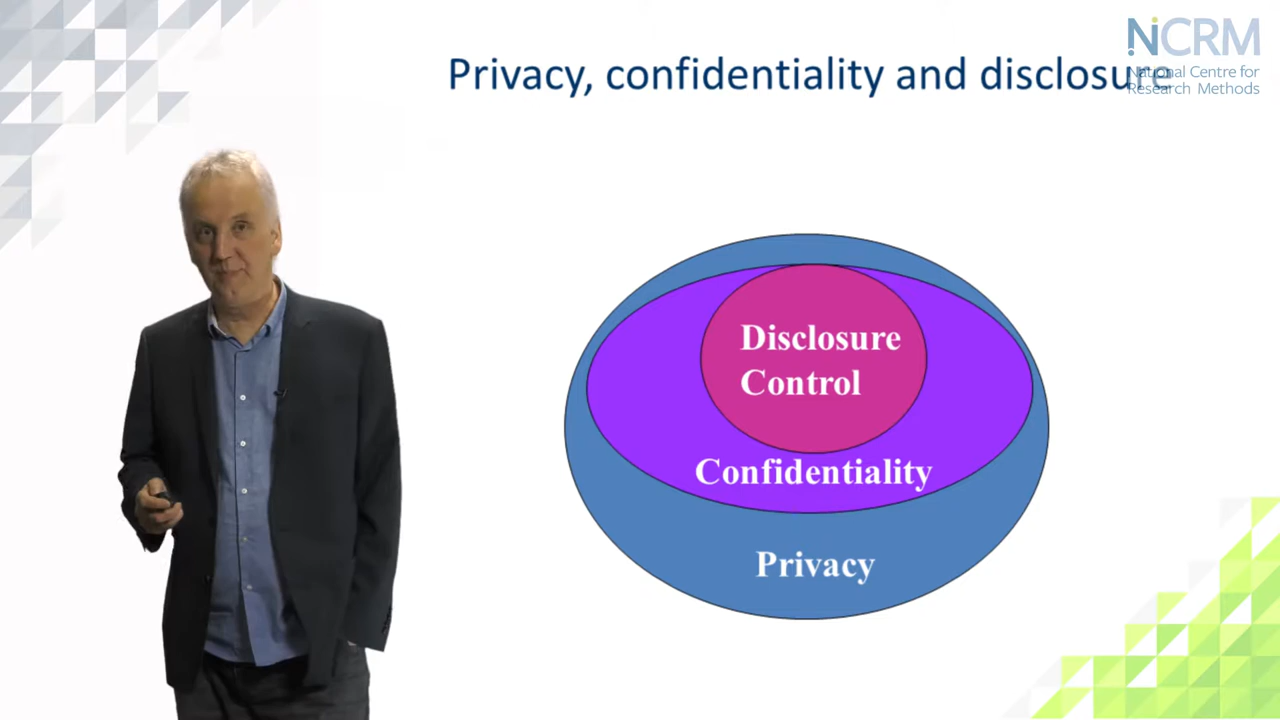 Privacy, confidentiality and disclosure
NCRM
National Centre for
Research Methods
Disclosure
Control
Confidentiality
Privacy